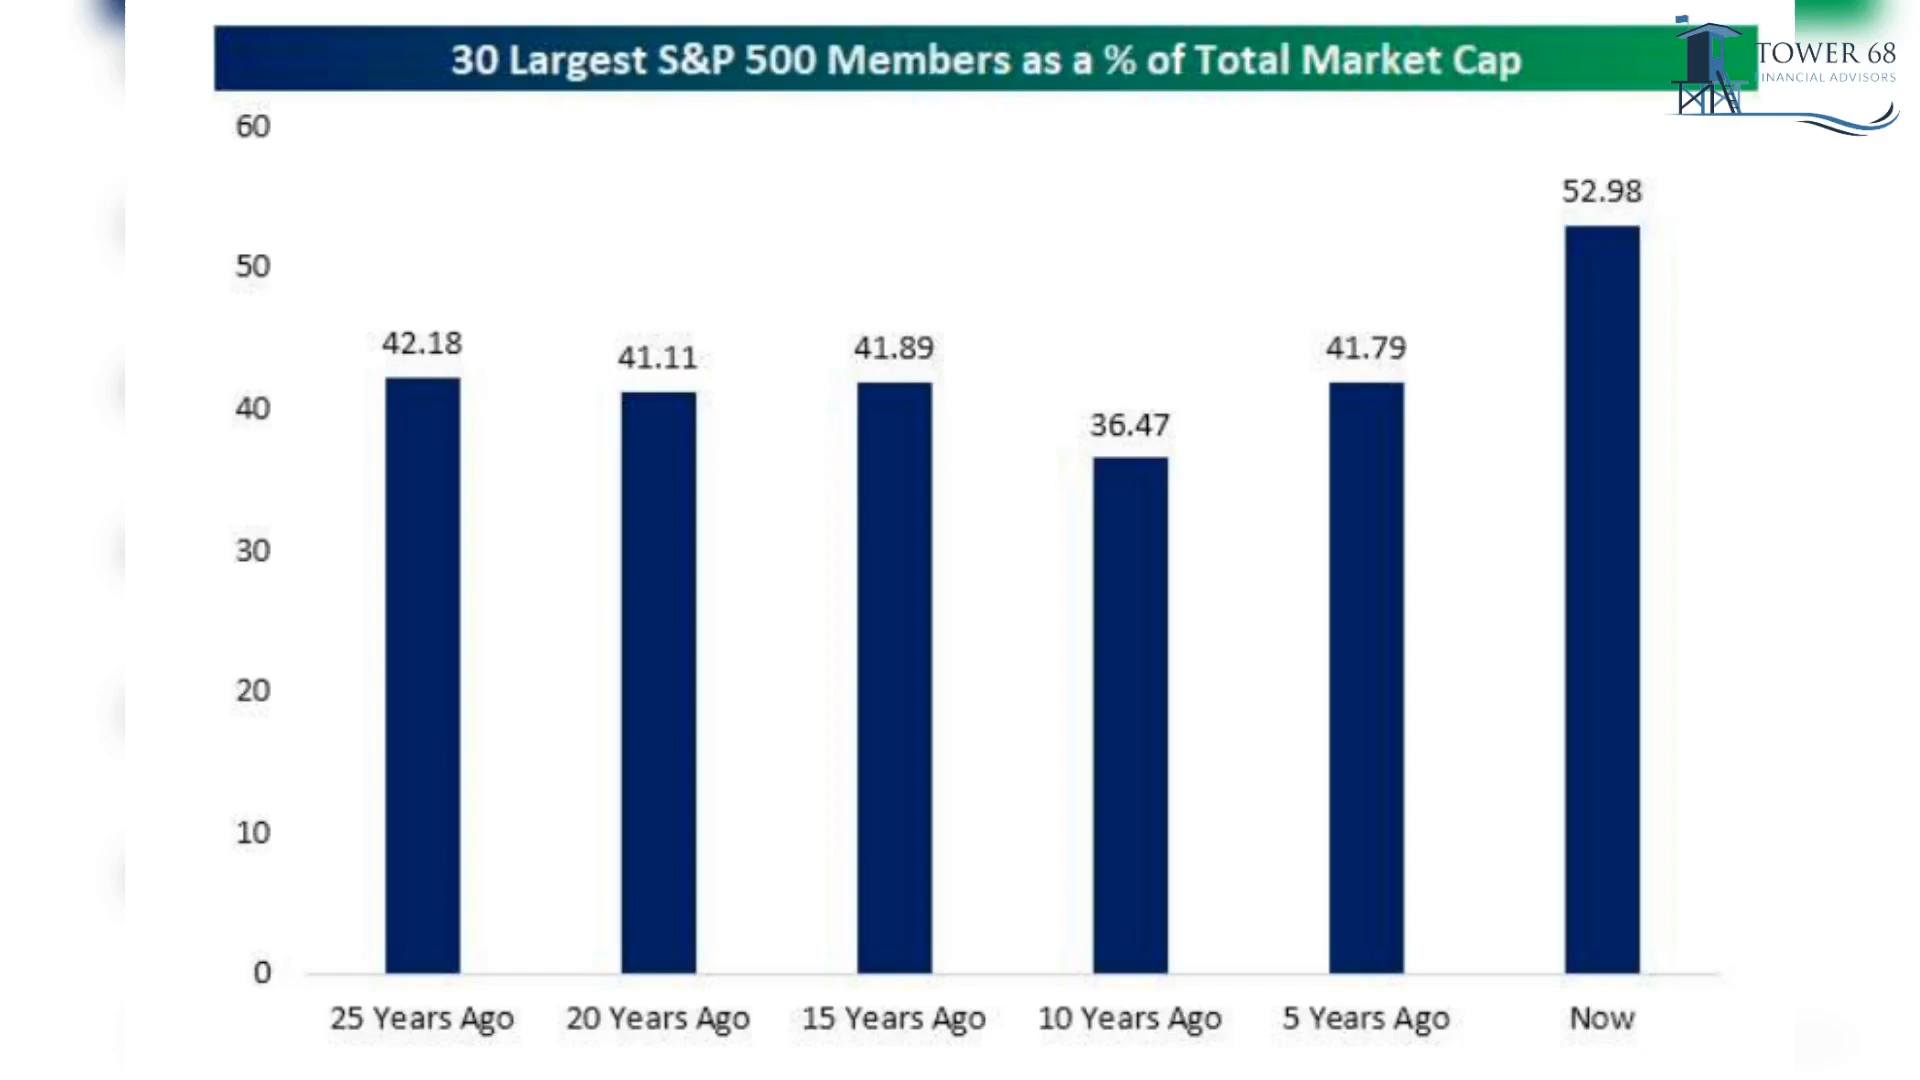 30 Largest S&P 500 Members as a % of Total Market Cap
TOWER 68
FINANCIAL ADVISORS
60
50
40
30
20
10
0
42.18
41.11
41.89
36.47
41.79
52.98
25 Years Ago
20 Years Ago
15 Years Ago
10 Years Ago
5 Years Ago
Now